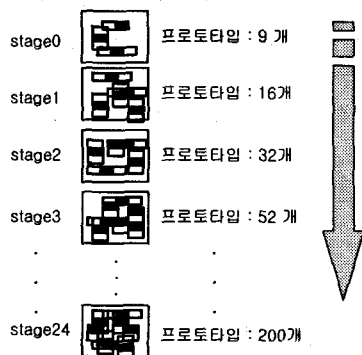 stage0 프로토타입 : 9 개
stage1 프로토타입 : 16개
stage2 프로토타입 : 32개
stage3 프로토타입 : 52 개
. . .
. . .
stage24 프로토타입 : 200개